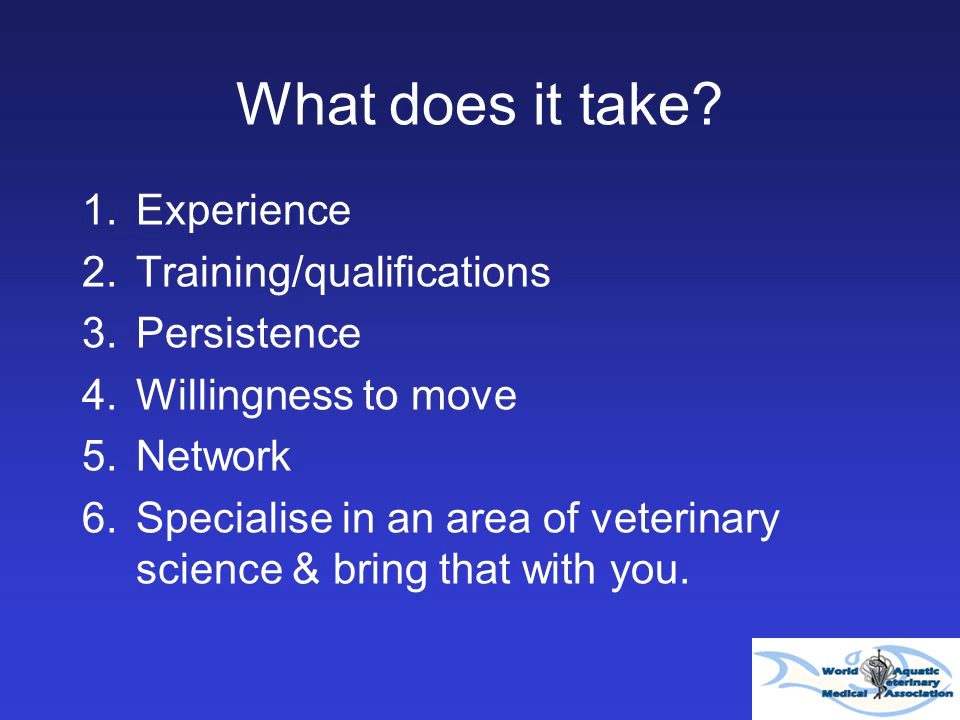 What does it take?
1. Experience
2. Training/qualifications
3. Persistence
4. Willingness to move
5. Network
6. Specialise in an area of veterinary
science & bring that with you.
World Aquatic
Veterinary
Medical Association